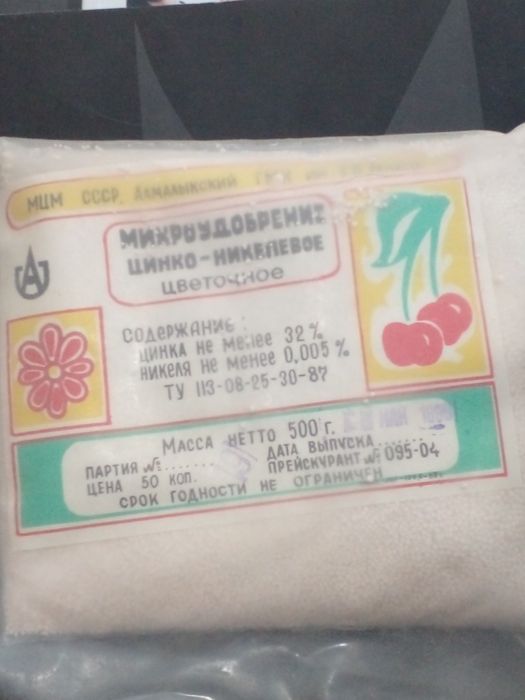 МЦМ СССР. Алмалыкский
МИКРОУДОБРЕНИЕ
ЦИНКО-НИКЕЛЕВОЕ
ЦВЕТОЧНОЕ
СОДЕРЖАНИЕ:
ЦИНКА НЕ МЕНЕЕ 32 %
НИКЕЛЯ НЕ МЕНЕЕ 0,005 %
ТУ 113-08-25-30-87
МАССА НЕТТО 500 г.
ПАРТИЯ №....... ДАТА ВЫПУСКА.......
ЦЕНА 50 КОП. ПРЕЙСКУРАНТ № 095-04
СРОК ГОДНОСТИ НЕ ОГРАНИЧЕН